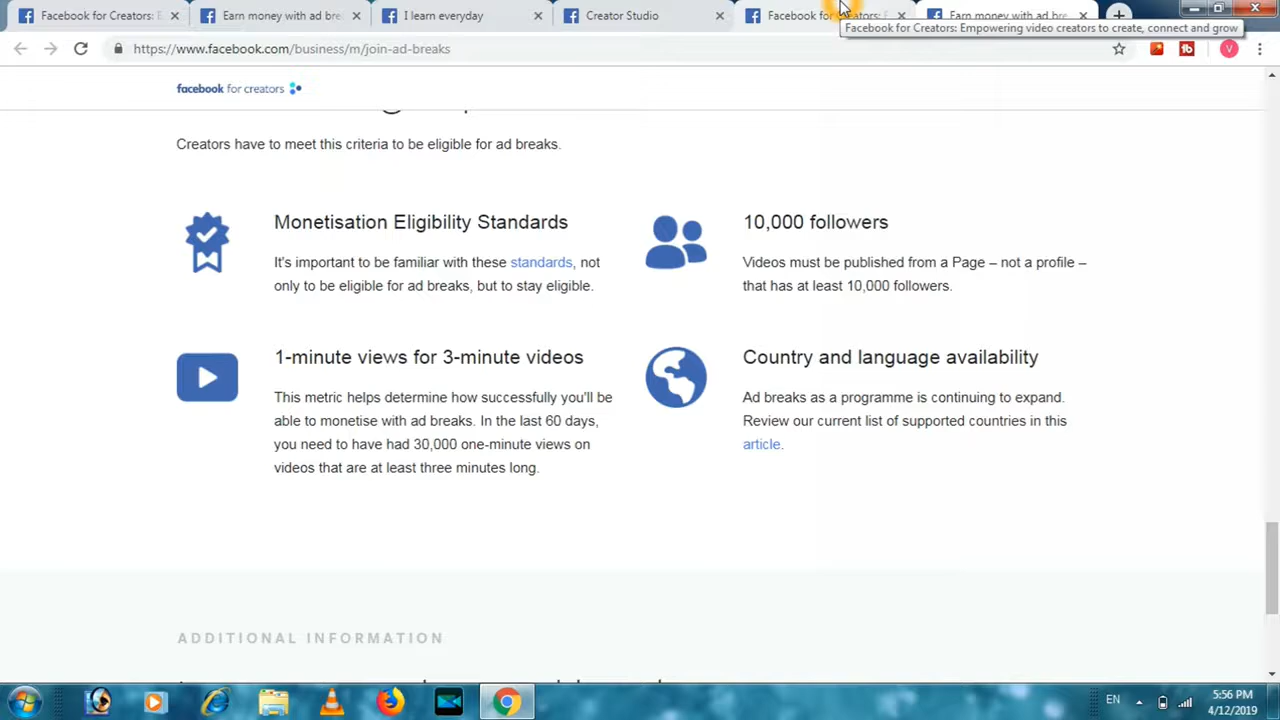 Facebook for Creators: E
Earn money with ad bre
I learn everyday
Creator Studio
Facebook for Creators: E
Earn money with ad bre
Facebook for Creators: Empowering video creators to create, connect and grow
https://www.facebook.com/business/m/join-ad-breaks
V
facebook for creators
Creators have to meet this criteria to be eligible for ad breaks.
Monetisation Eligibility Standards
It's important to be familiar with these standards, not
only to be eligible for ad breaks, but to stay eligible.
10,000 followers
Videos must be published from a Page – not a profile –
that has at least 10,000 followers.
1-minute views for 3-minute videos
This metric helps determine how successfully you'll be
able to monetise with ad breaks. In the last 60 days,
you need to have had 30,000 one-minute views on
videos that are at least three minutes long.
Country and language availability
Ad breaks as a programme is continuing to expand.
Review our current list of supported countries in this
article.
ADDITIONAL INFORMATION
EN
5:56 PM
4/12/2019